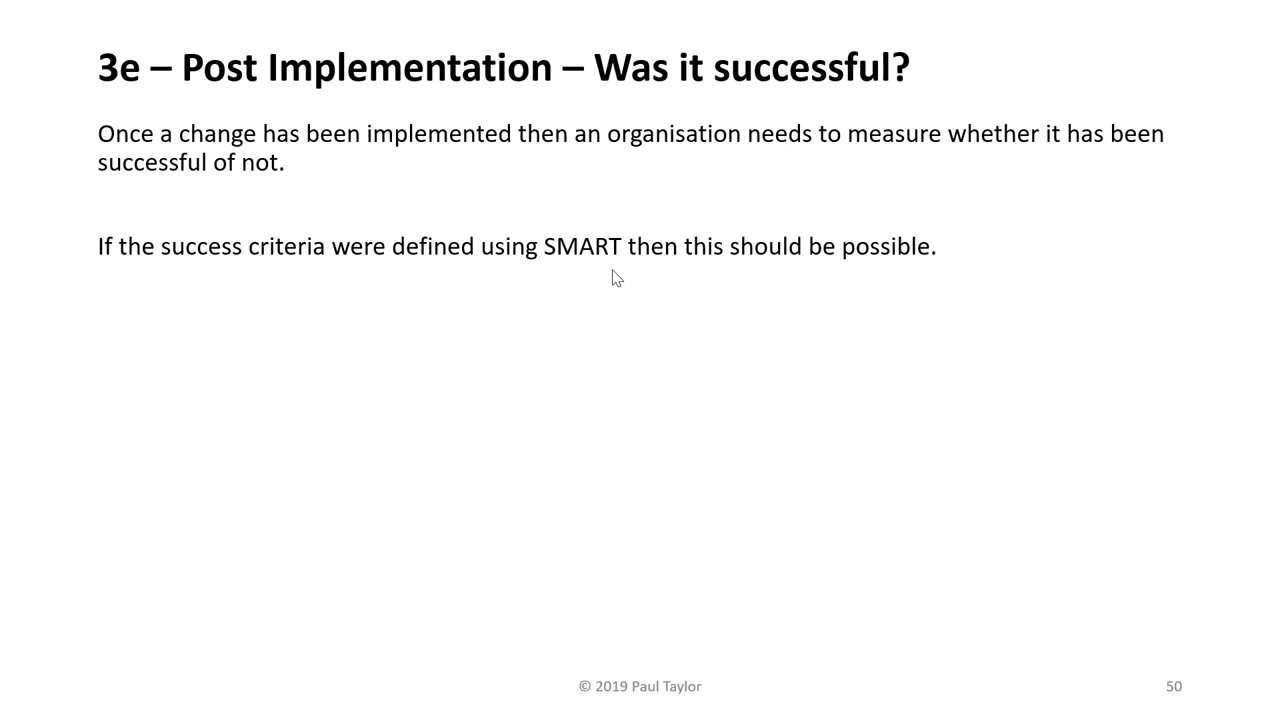 3e – Post Implementation – Was it successful?
Once a change has been implemented then an organisation needs to measure whether it has been
successful of not.
If the success criteria were defined using SMART then this should be possible.
© 2019 Paul Taylor
50